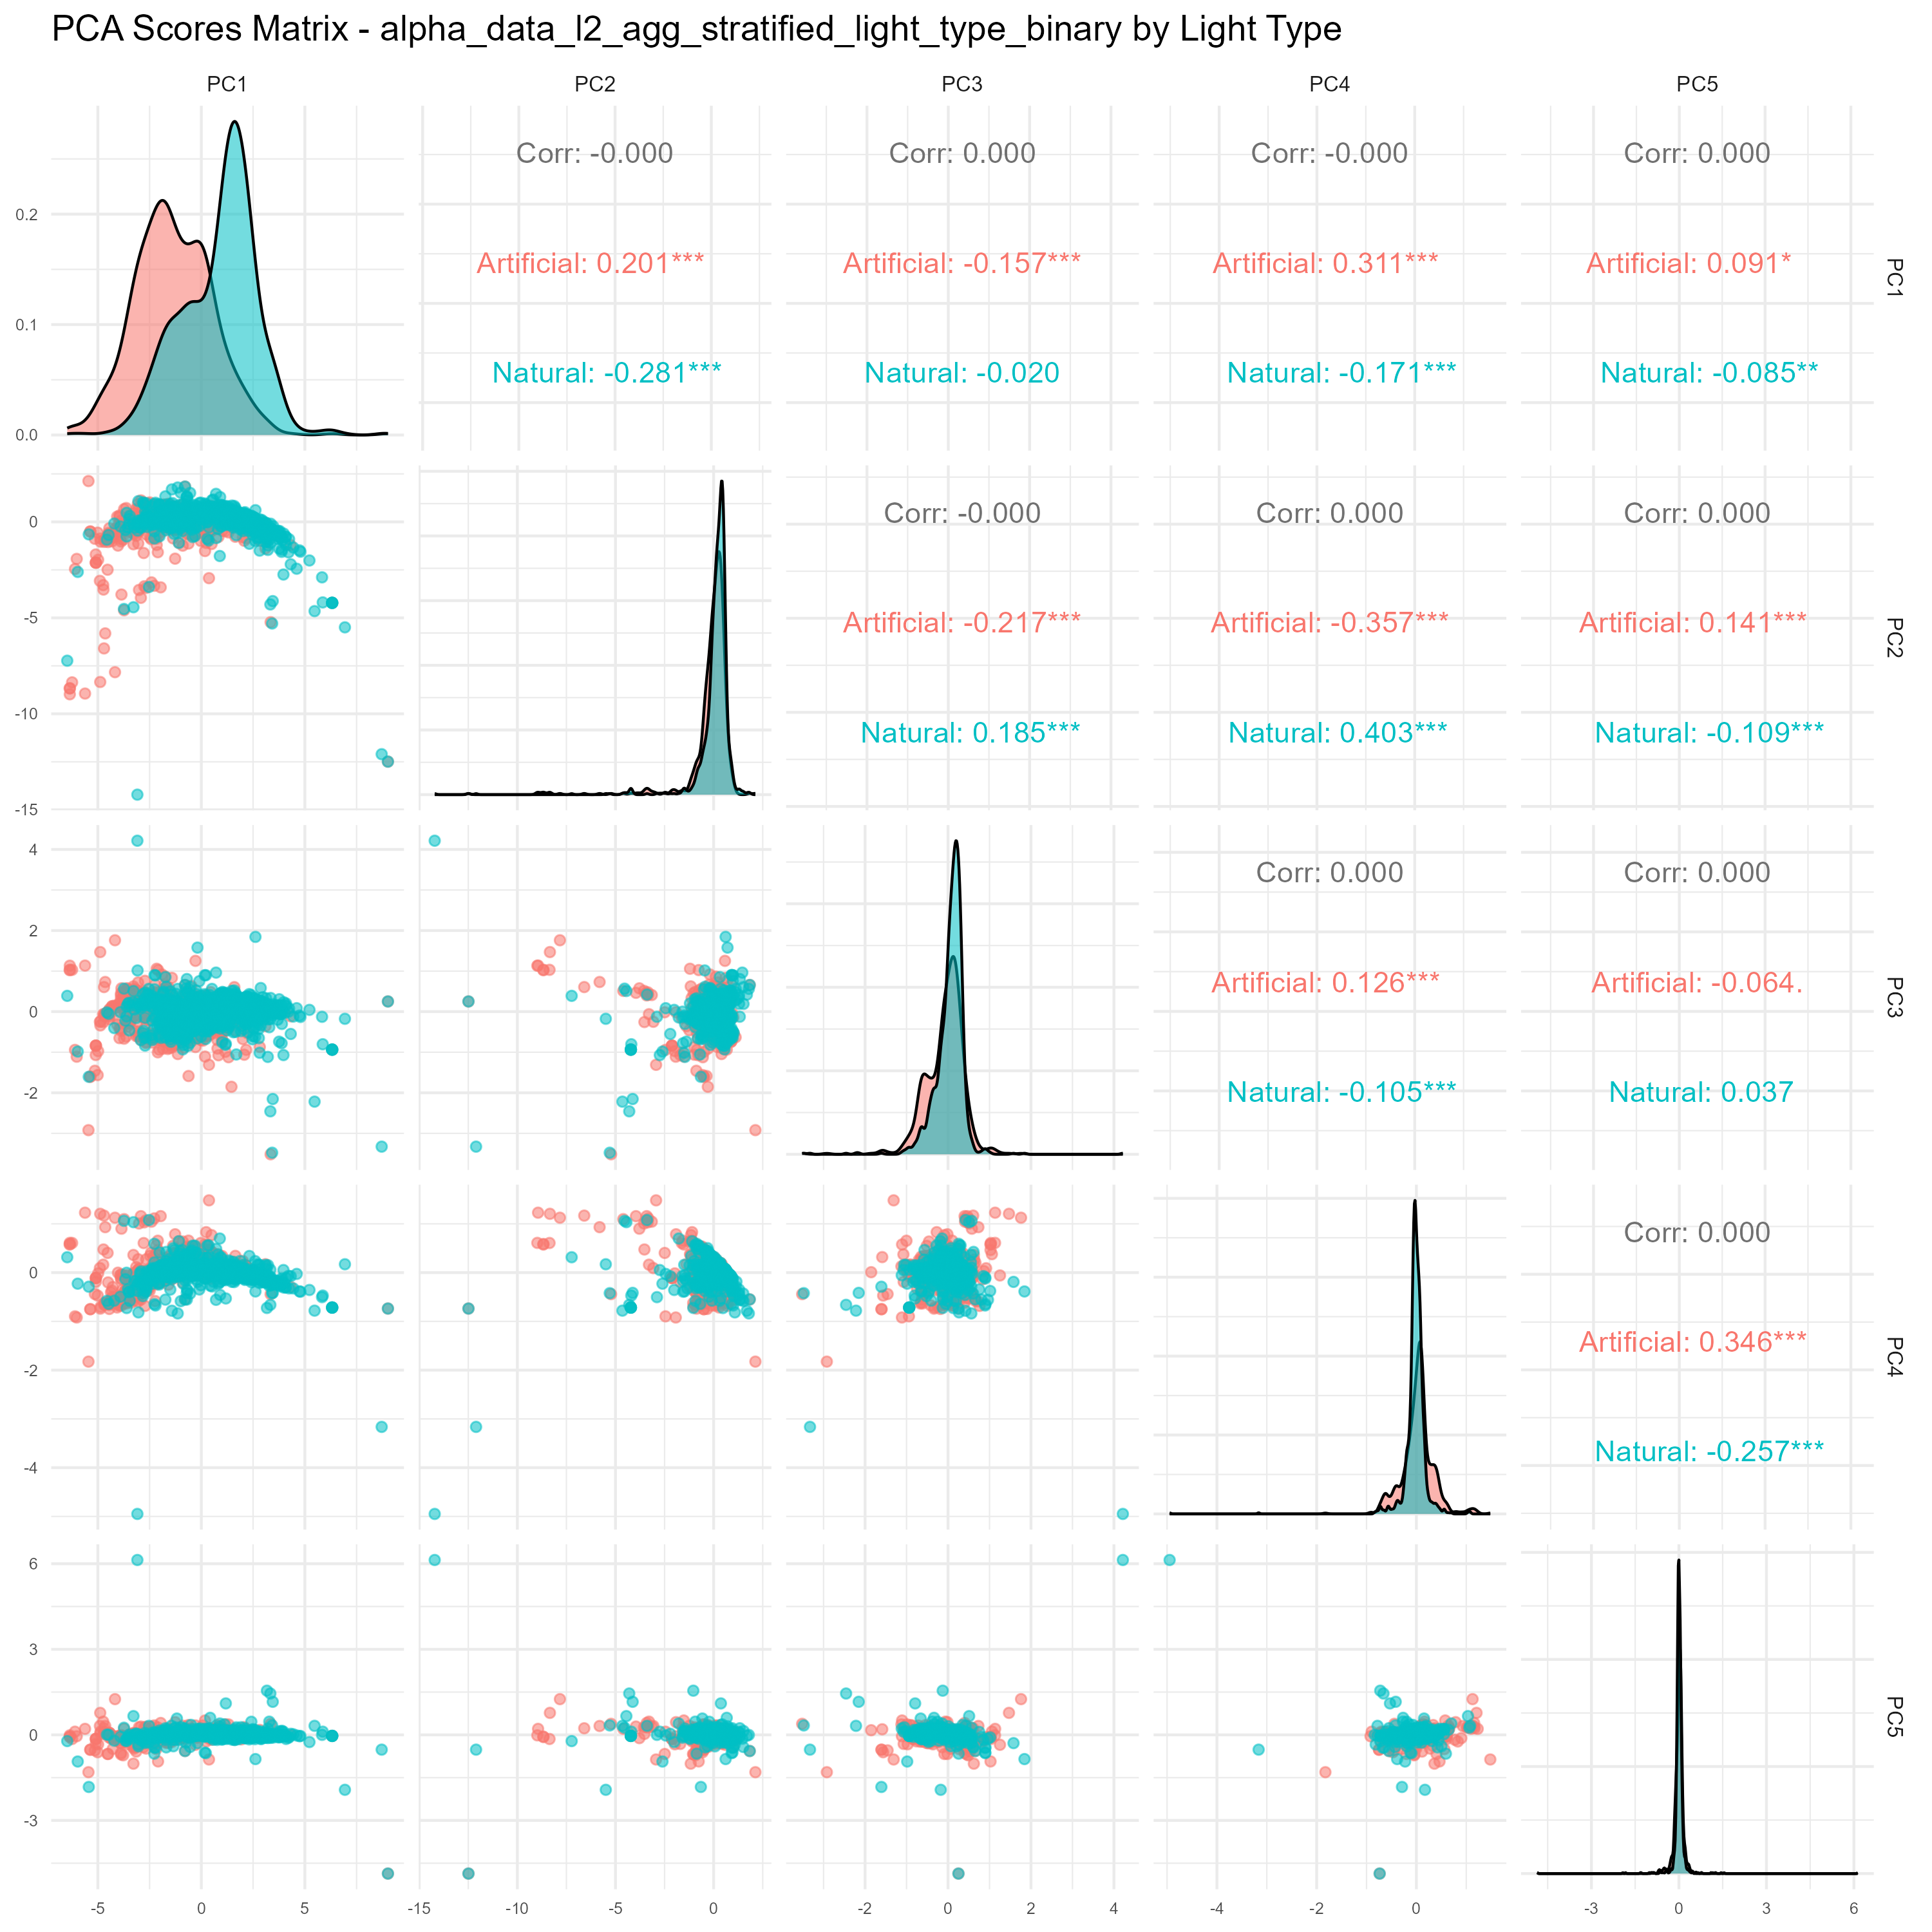 PCA Scores Matrix - alpha_data_l2_agg_stratified_light_type_binary by Light Type
PC1 PC2 PC3 PC4 PC5
Corr: -0.000 Corr: 0.000 Corr: -0.000 Corr: 0.000
0.2
Artificial: 0.201*** Artificial: -0.157*** Artificial: 0.311*** Artificial: 0.091*
PC1
0.1
Natural: -0.281*** Natural: -0.020 Natural: -0.171*** Natural: -0.085**
0.0
0
Corr: -0.000 Corr: 0.000 Corr: 0.000
-5
Artificial: -0.217*** Artificial: -0.357*** Artificial: 0.141***
PC2
-10
Natural: 0.185*** Natural: 0.403*** Natural: -0.109***
-15
4
Corr: 0.000 Corr: 0.000
2
Artificial: 0.126*** Artificial: -0.064.
PC3
0
-2
Natural: -0.105*** Natural: 0.037
Corr: 0.000
0
Artificial: 0.346***
PC4
-2
Natural: -0.257***
-4
6
3
PC5
0
-3
-5 0 5 -15 -10 -5 0 -2 0 2 4 -4 -2 0 -3 0 3 6